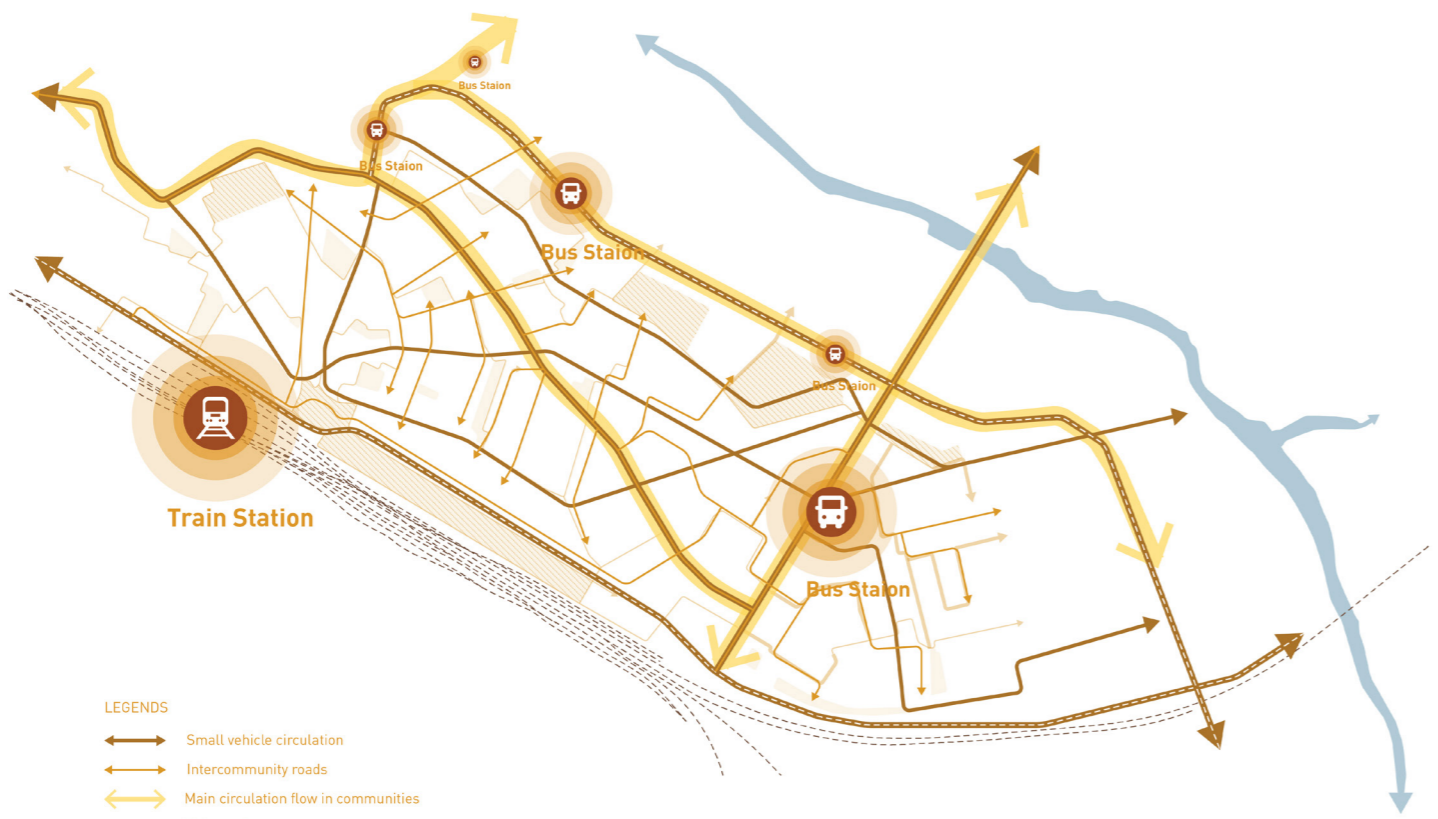 Bus Staion
Bus Staion
Bus Staion
Bus Staion
Train Station
Bus Staion
LEGENDS
Small vehicle circulation
Intercommunity roads
Main circulation flow in communities